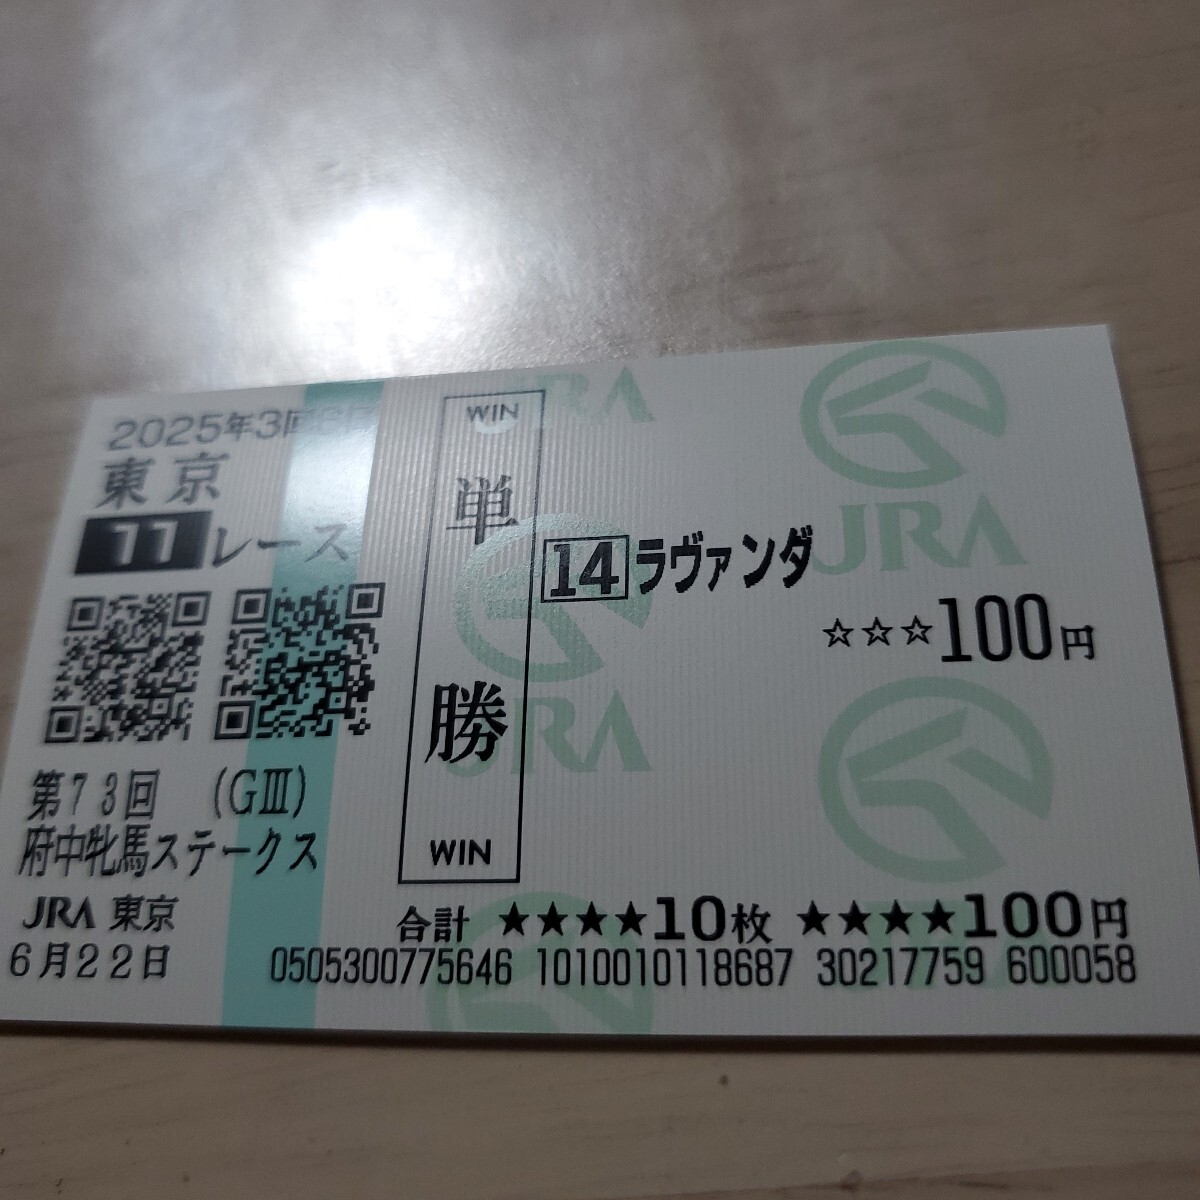 2025年3回6日
東京
11レース
第73回 (GⅢ)
府中牝馬ステークス
JRA 東京
6月22日
WIN
単勝
WIN
14 ラヴァンダ
☆☆☆100円
合計 ★★★★10枚 ★★★★100円
0505300775646 1010010118687 30217759 600058
JRA
JRA
JRA